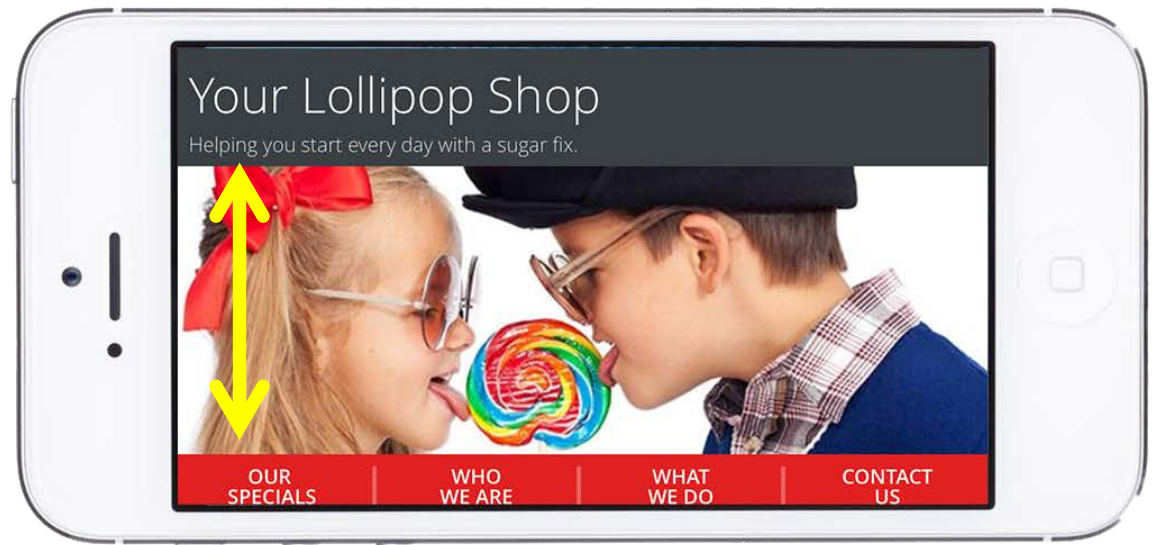 Your Lollipop Shop
Helping you start every day with a sugar fix.
OUR
SPECIALS
WHO
WE ARE
WHAT
WE DO
CONTACT
US